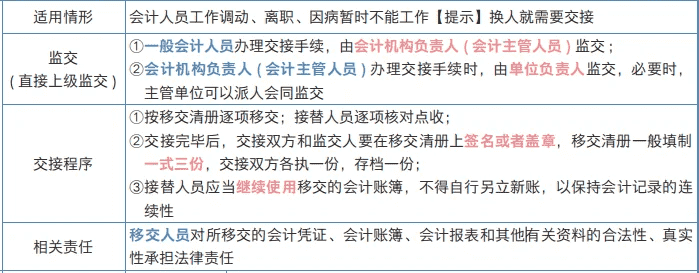 适用情形
会计人员工作调动、离职、因病暂时不能工作【提示】换人就需要交接
监交
(直接上级监交)
①一般会计人员办理交接手续，由会计机构负责人(会计主管人员)监交；
②会计机构负责人(会计主管人员)办理交接手续时，由单位负责人监交，必要时，
主管单位可以派人会同监交
交接程序
①按移交清册逐项移交；接替人员逐项核对点收；
②交接完毕后，交接双方和监交人要在移交清册上签名或者盖章，移交清册一般填制
一式三份，交接双方各执一份，存档一份；
③接替人员应当继续使用移交的会计账簿，不得自行另立新账，以保持会计记录的连
续性
相关责任
移交人员对所移交的会计凭证、会计账簿、会计报表和其他有关资料的合法性、真实
性承担法律责任